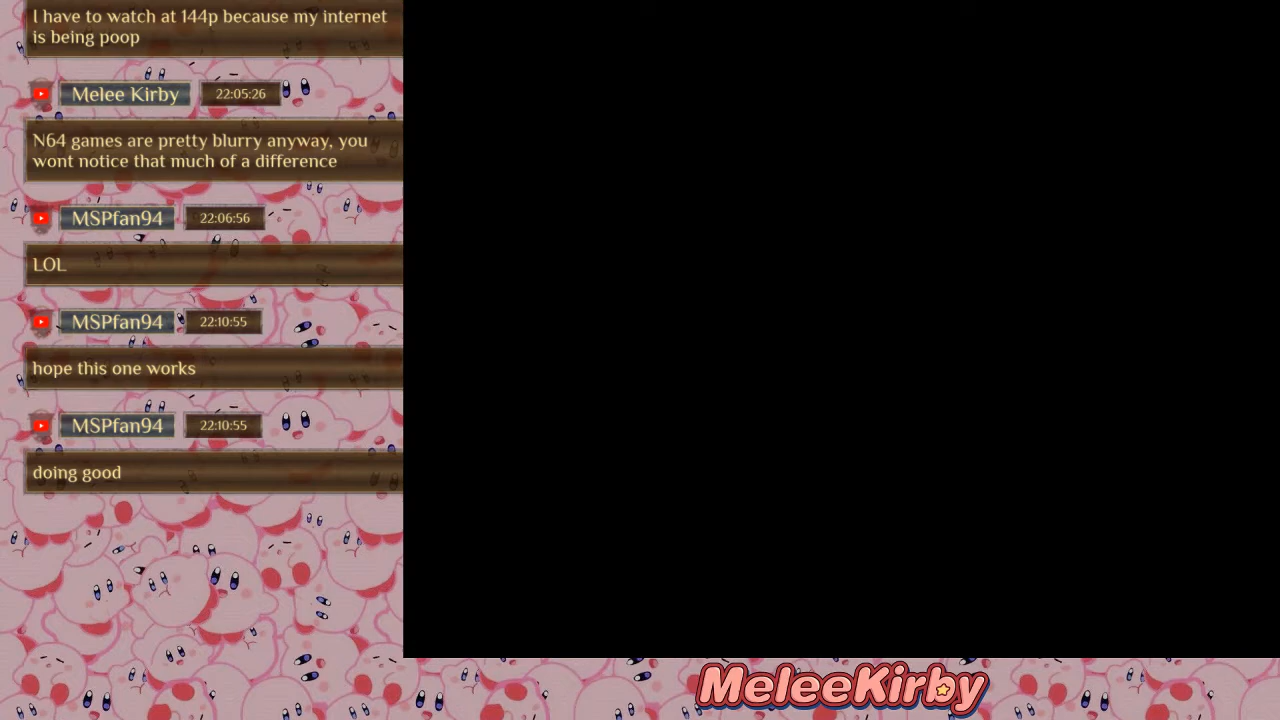 I have to watch at 144p because my internet
is being poop
Melee Kirby 22:05:26
N64 games are pretty blurry anyway, you
wont notice that much of a difference
MSPfan94 22:06:56
LOL
MSPfan94 22:10:55
hope this one works
MSPfan94 22:10:55
doing good
MeleeKirby